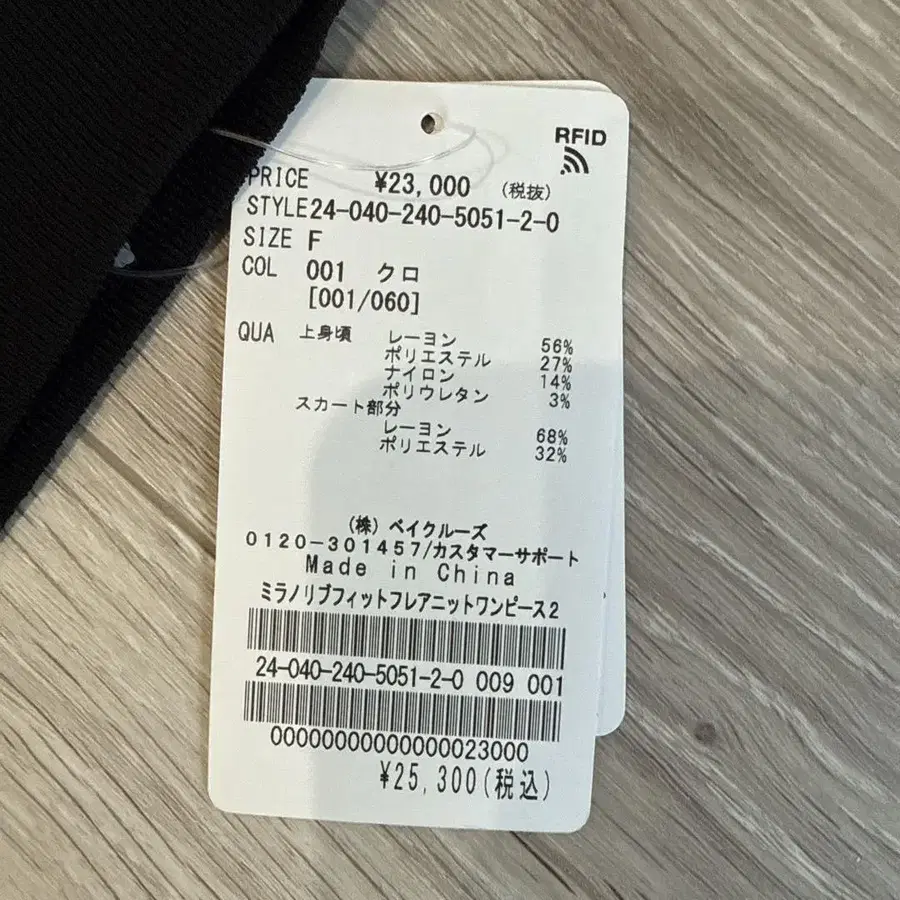 RFID
PRICE ¥23,000 (税抜)
STYLE24-040-240-5051-2-0
SIZE F
COL 001 クロ
[001/060]
QUA 上身頃 レーヨン 56%
ポリエステル 27%
ナイロン 14%
ポリウレタン 3%
スカート部分
レーヨン 68%
ポリエステル 32%
(株)ベイクルーズ
0120-301457/カスタマーサポート
Made in China
ミラノリブフィットフレアニットワンピース2
24-040-240-5051-2-0 009 001
00000000000000023000
¥25,300(税込)